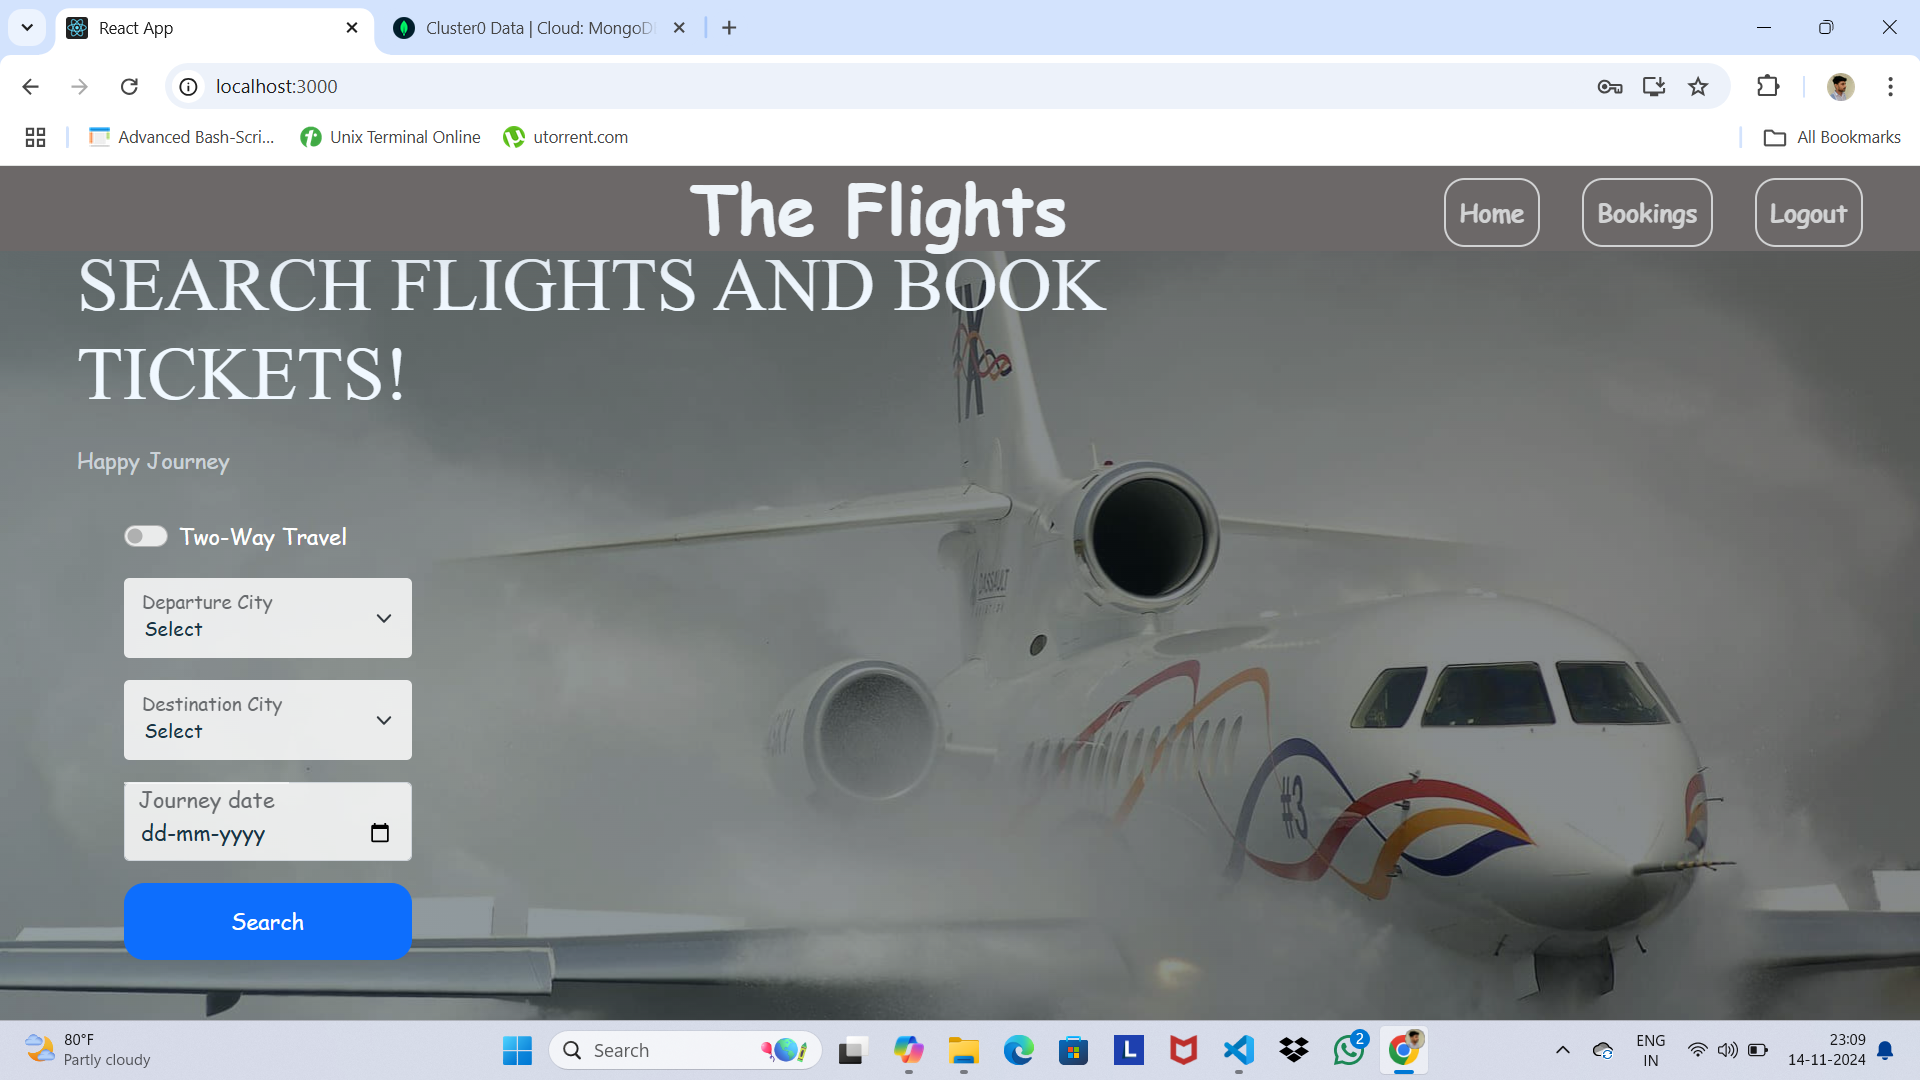 React App
Cluster0 Data | Cloud: MongoD
localhost:3000
Advanced Bash-Scri...
Unix Terminal Online
utorrent.com
All Bookmarks
The Flights
Home
Bookings
Logout
SEARCH FLIGHTS AND BOOK
TICKETS!
Happy Journey
Two-Way Travel
Departure City
Select
Destination City
Select
Journey date
dd-mm-yyyy
Search
DASSAULT
AVIATION
#3
80°F
Partly cloudy
Search
L
2
ENG
IN
23:09
14-11-2024